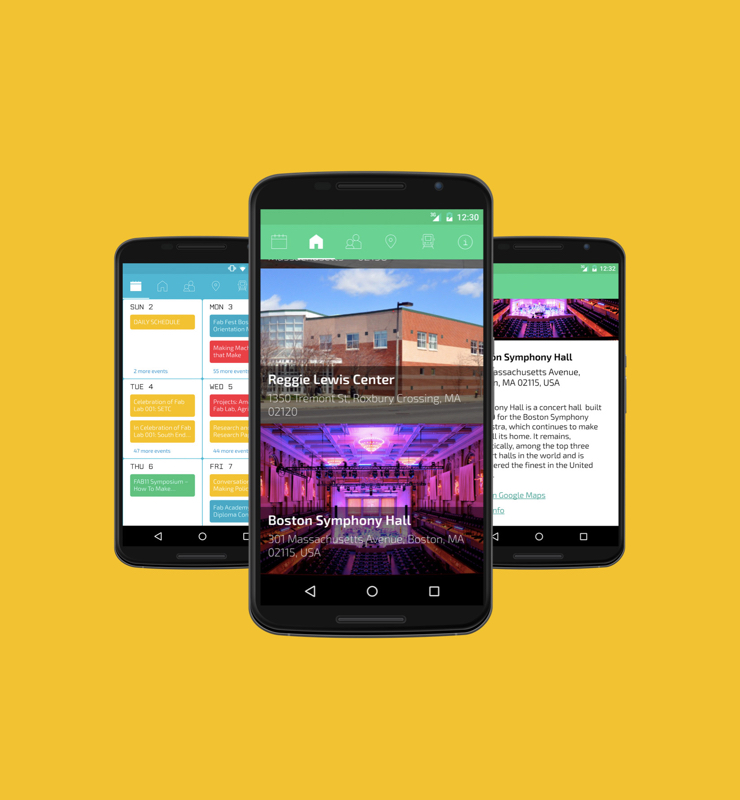 SUN 2
MON 3
DAILY SCHEDULE
Fab Fest Bos
Orientation
Making Mach
that Make
2 more events
55 more eve
TUE 4
WED 5
Celebration of Fab
Lab 001: SETC
Projects: Am
Fab Lab, Agri
In Celebration of Fab
Lab 001: South End...
Research an
Research Pa
47 more events
44 more eve
THU 6
FRI 7
FAB11 Symposium -
How To Make...
Conversation
Making Polic
Fab Academ
Diploma Cer
3G
12:30
Reggie Lewis Center
1350 Tremont St, Roxbury Crossing, MA
02120
Boston Symphony Hall
301 Massachusetts Avenue, Boston, MA
02115, USA
12:32
on Symphony Hall
assachusetts Avenue,
n, MA 02115, USA
ony Hall is a concert hall built
for the Boston Symphony
stra, which continues to make
ll its home. It remains,
ically, among the top three
rt halls in the world and is
ered the finest in the United
n Google Maps
nfo